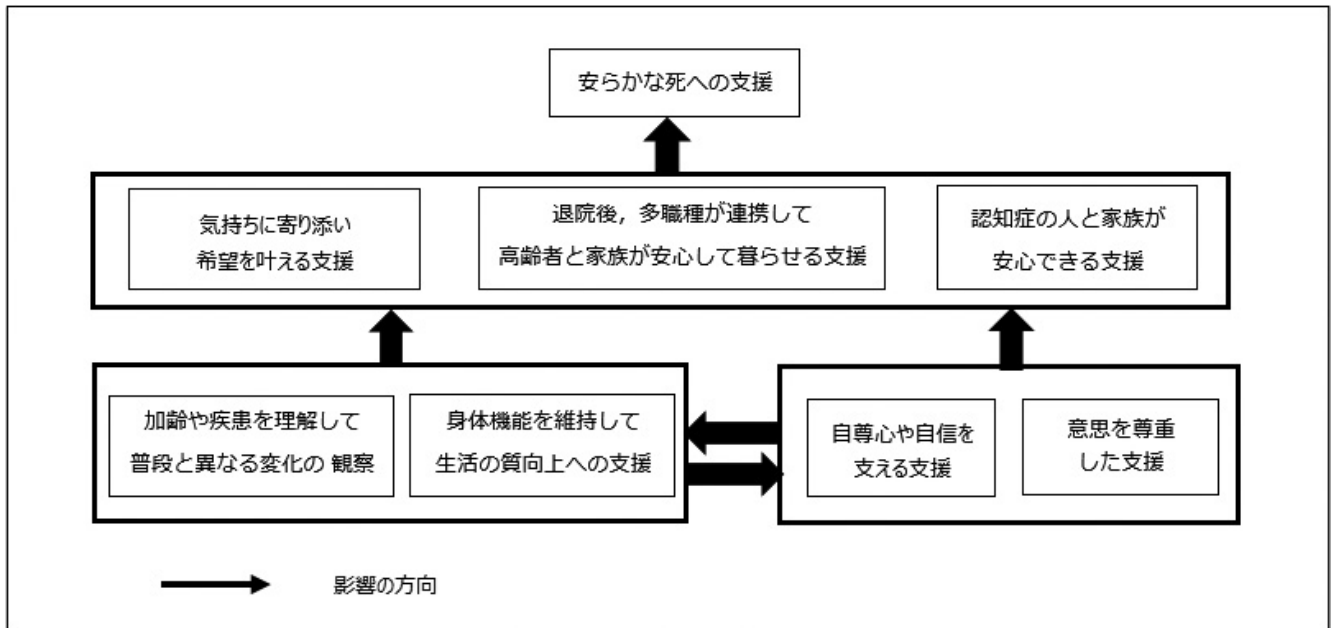 安らかな死への支援
気持ちに寄り添い
希望を叶える支援
退院後，多職種が連携して
高齢者と家族が安心して暮らせる支援
認知症の人と家族が
安心できる支援
加齢や疾患を理解して
普段と異なる変化の 観察
身体機能を維持して
生活の質向上への支援
自尊心や自信を
支える支援
意思を尊重
した支援
影響の方向